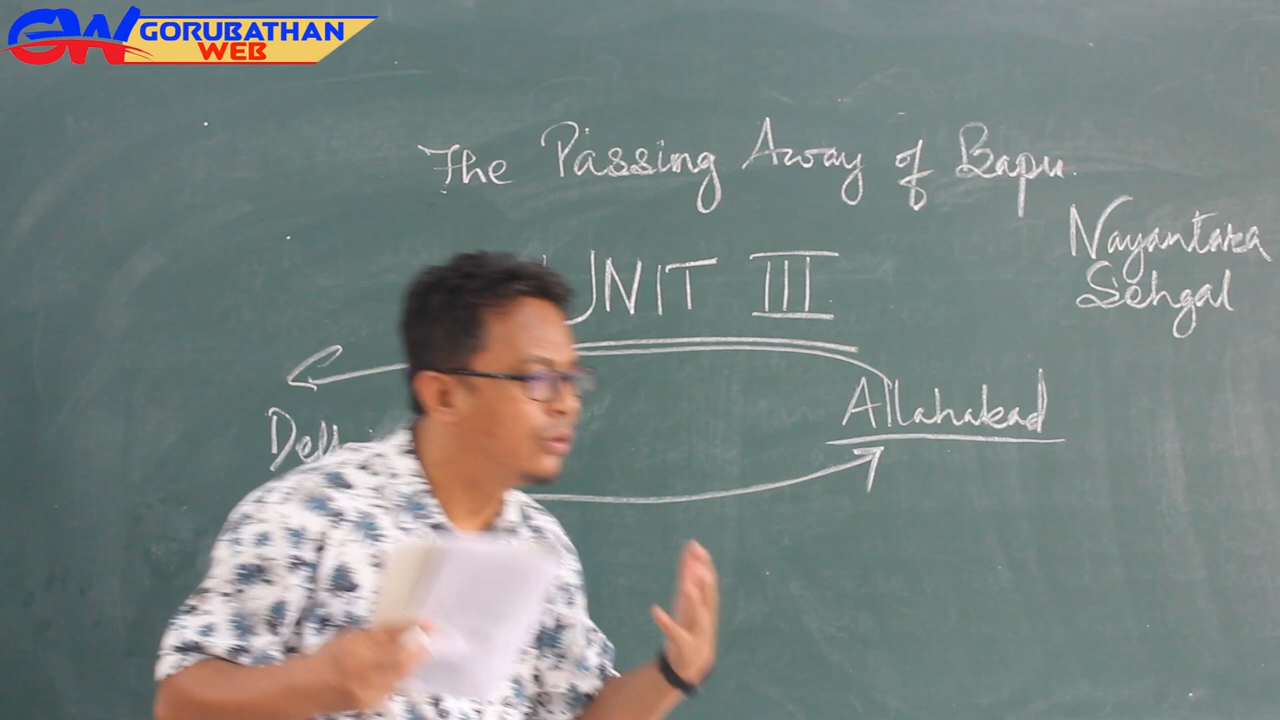 GW GORUBATHAN
WEB
The Passing Away of Bapu.
Nayantara
Sehgal
UNIT III
Allahabad